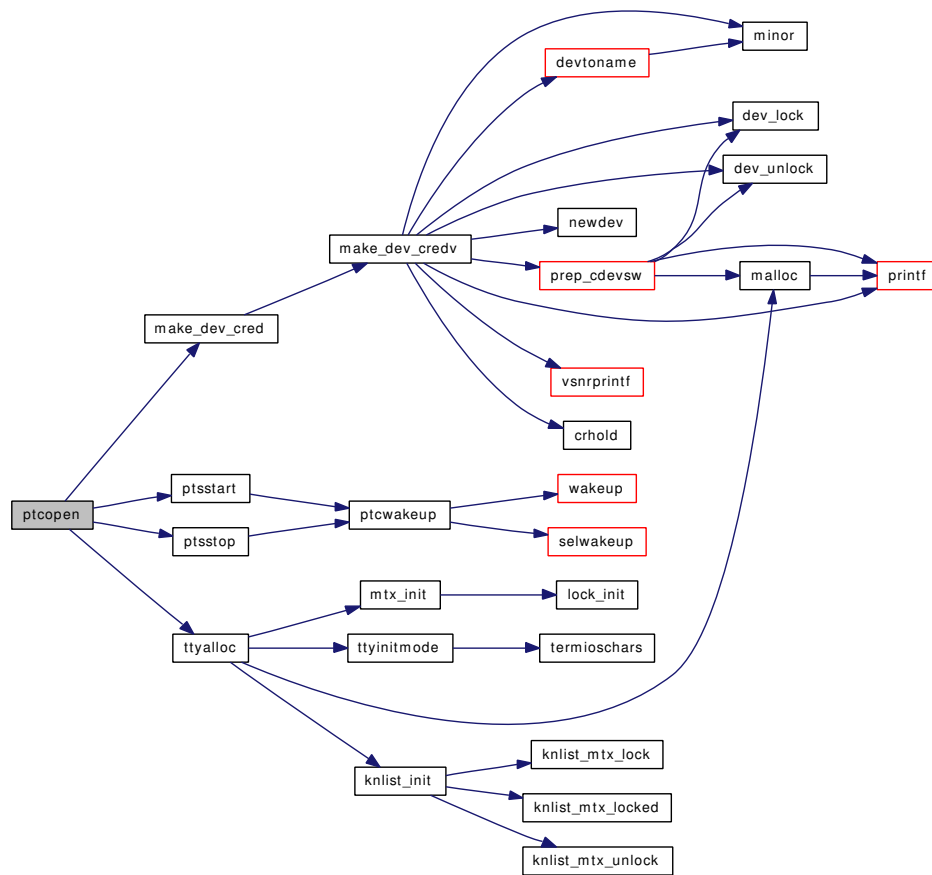 minor
devtoname
dev_lock
dev_unlock
newdev
make_dev_credv
prep_cdevsw
malloc
printf
make_dev_cred
vsnrprintf
crhold
ptsstart
wakeup
ptcopen
ptcwakeup
ptsstop
selwakeup
mtx_init
lock_init
ttyalloc
ttyinitmode
termioschars
knlist_mtx_lock
knlist_init
knlist_mtx_locked
knlist_mtx_unlock